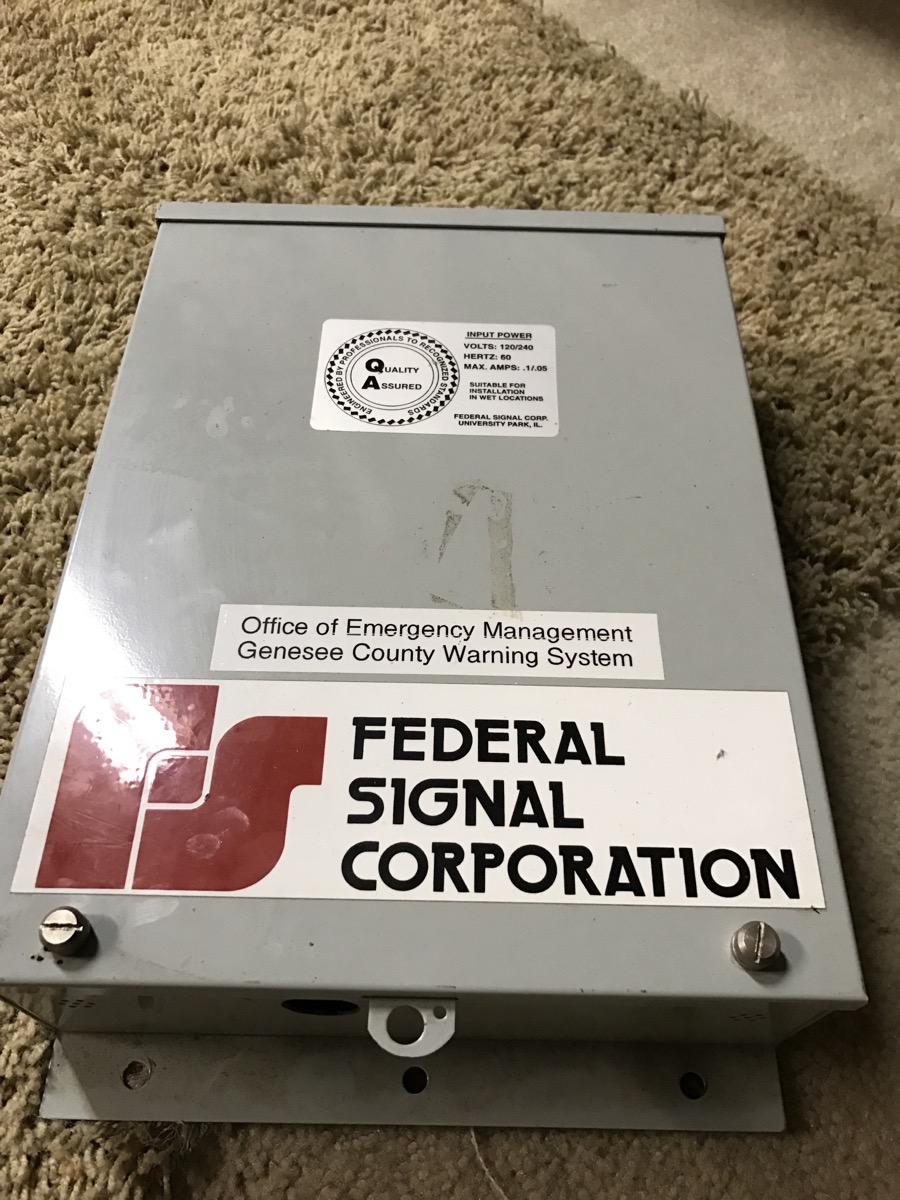 ENGINEERED BY PROFESSIONALS TO RECOGNIZED STANDARDS
QUALITY
ASSURED
INPUT POWER
VOLTS: 120/240
HERTZ: 60
MAX. AMPS: .1/.05
SUITABLE FOR
INSTALLATION
IN WET LOCATIONS
FEDERAL SIGNAL CORP.
UNIVERSITY PARK, IL.
Office of Emergency Management
Genesee County Warning System
FS
FEDERAL
SIGNAL
CORPORATION